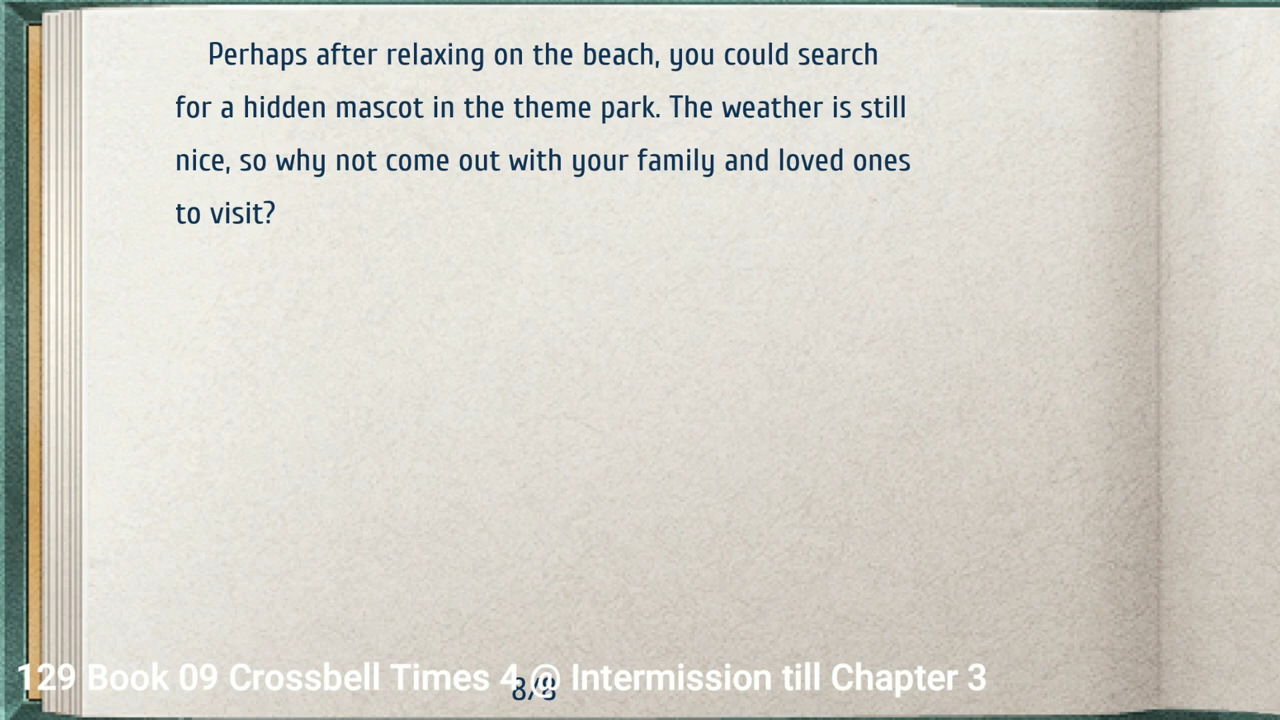 Perhaps after relaxing on the beach, you could search
for a hidden mascot in the theme park. The weather is still
nice, so why not come out with your family and loved ones
to visit?
129 Book 09 Crossbell Times 4 @ Intermission till Chapter 3
8/8